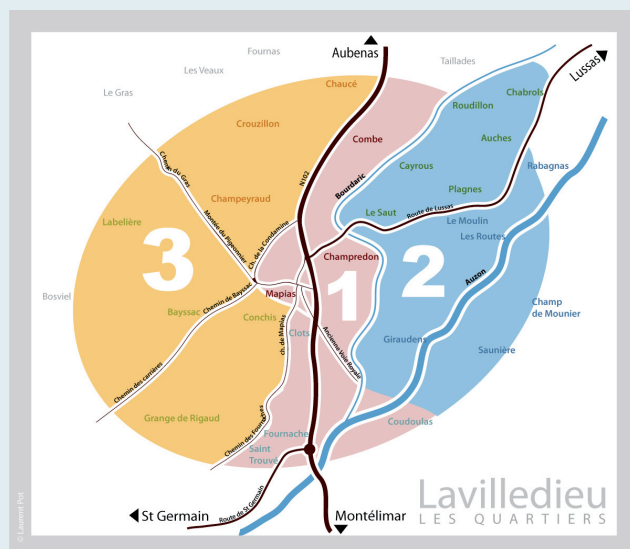 Fournas
Aubenas
Taillades
Les Veaux
Lussas
Le Gras
Chaucé
Chabrols
Roudillon
Crouzillon
Combe
Auches
Chemin du Gras
N102
Bourdaric
Cayrous
Rabagnas
Champeyraud
Plagnes
Labelière
Montée du Pigeonnier
Ch. de la Condamine
Le Saut
Route de Lussas
Le Moulin
Les Routes
3
1
2
Champredon
Auzon
Bosviel
Mapias
Chemin de Bayssac
Bayssac
Conchis
Clots
ch. de Mapias
Ancienne Voie Royale
Giraudens
Champ
de Mounier
Saunière
Chemin des carrières
Grange de Rigaud
Coudoulas
Fournache
Saint
Trouvé
St Germain
Route de St Germain
Montélimar
Lavilledieu
LES QUARTIERS
© Laurent Pot